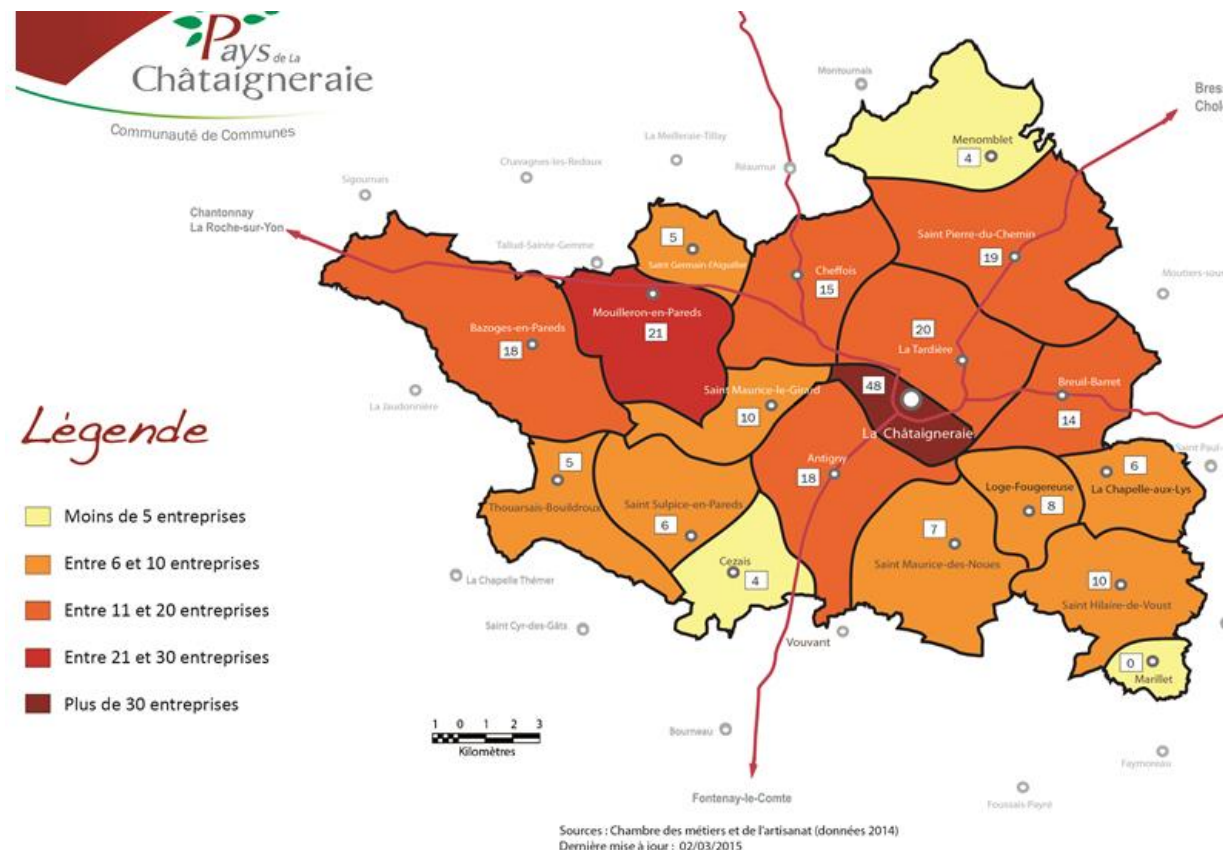 Pays de La
Châtaigneraie
Communauté de Communes
Montournais
Bres
Chol
La Meilleraie-Tillay
Menomblet
4
Chavagnes-les-Redoux
Réaumur
Sigournais
Chantonnay
La Roche-sur-Yon
5
Saint Pierre-du-Chemin
19
Tallud-Sainte-Gemme
Saint Germain l'Aiguiller
Cheffois
15
Moutiers-sous
Mouilleron-en-Pareds
21
Bazoges-en-Pareds
18
20
La Tardière
Saint Maurice-le-Girard
10
48
Breuil-Barret
14
La Jaudonnière
La Châtaigneraie
Légende
Saint Paul-
5
Thouarsais-Bouildroux
Antigny
18
6
La Chapelle-aux-Lys
Loge-Fougereuse
8
Saint Sulpice-en-Pareds
6
Moins de 5 entreprises
7
Saint Maurice-des-Noues
Entre 6 et 10 entreprises
Cezais
4
La Chapelle Thémer
10
Saint Hilaire-de-Voust
Entre 11 et 20 entreprises
Saint Cyr-des-Gâts
Vouvant
Entre 21 et 30 entreprises
0
Marillet
Plus de 30 entreprises
1 0 1 2 3
Kilomètres
Bourneau
Faymoreau
Fontenay-le-Comte
Foussais-Payré
Sources : Chambre des métiers et de l'artisanat (données 2014)
Dernière mise à jour : 02/03/2015